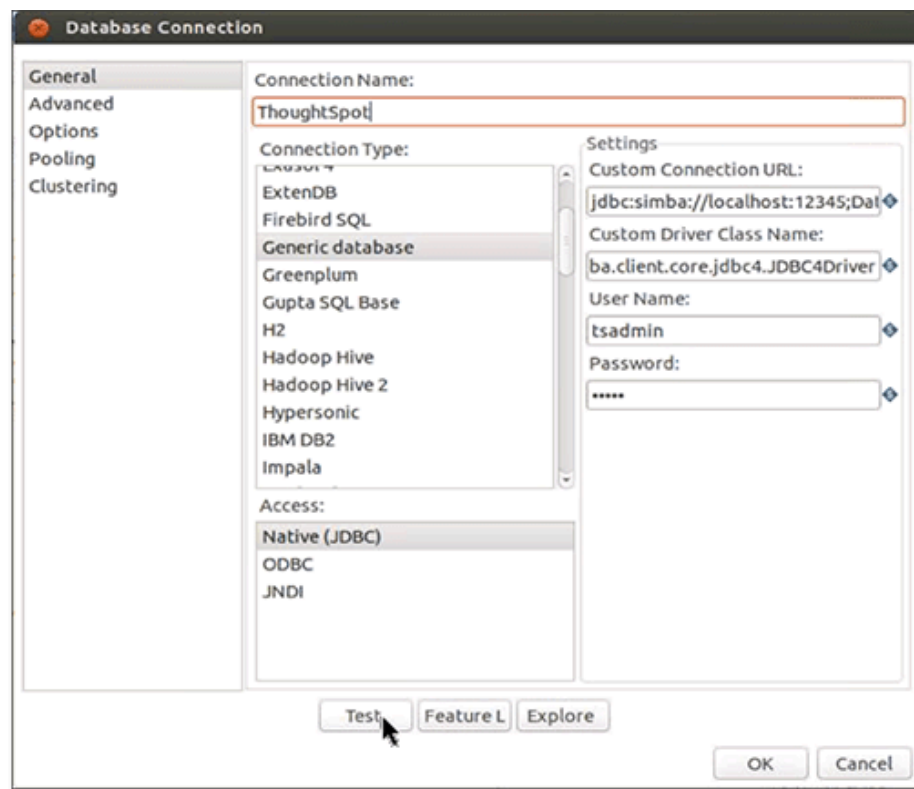 Database Connection
General
Advanced
Options
Pooling
Clustering
Connection Name:
ThoughtSpot
Connection Type:
ExtenDB
Firebird SQL
Generic database
Greenplum
Gupta SQL Base
H2
Hadoop Hive
Hadoop Hive 2
Hypersonic
IBM DB2
Impala
Access:
Native (JDBC)
ODBC
JNDI
Settings
Custom Connection URL:
jdbc:simba://localhost:12345;Dat
Custom Driver Class Name:
ba.client.core.jdbc4.JDBC4Driver
User Name:
tsadmin
Password:
•••••
Test
Feature L
Explore
OK
Cancel